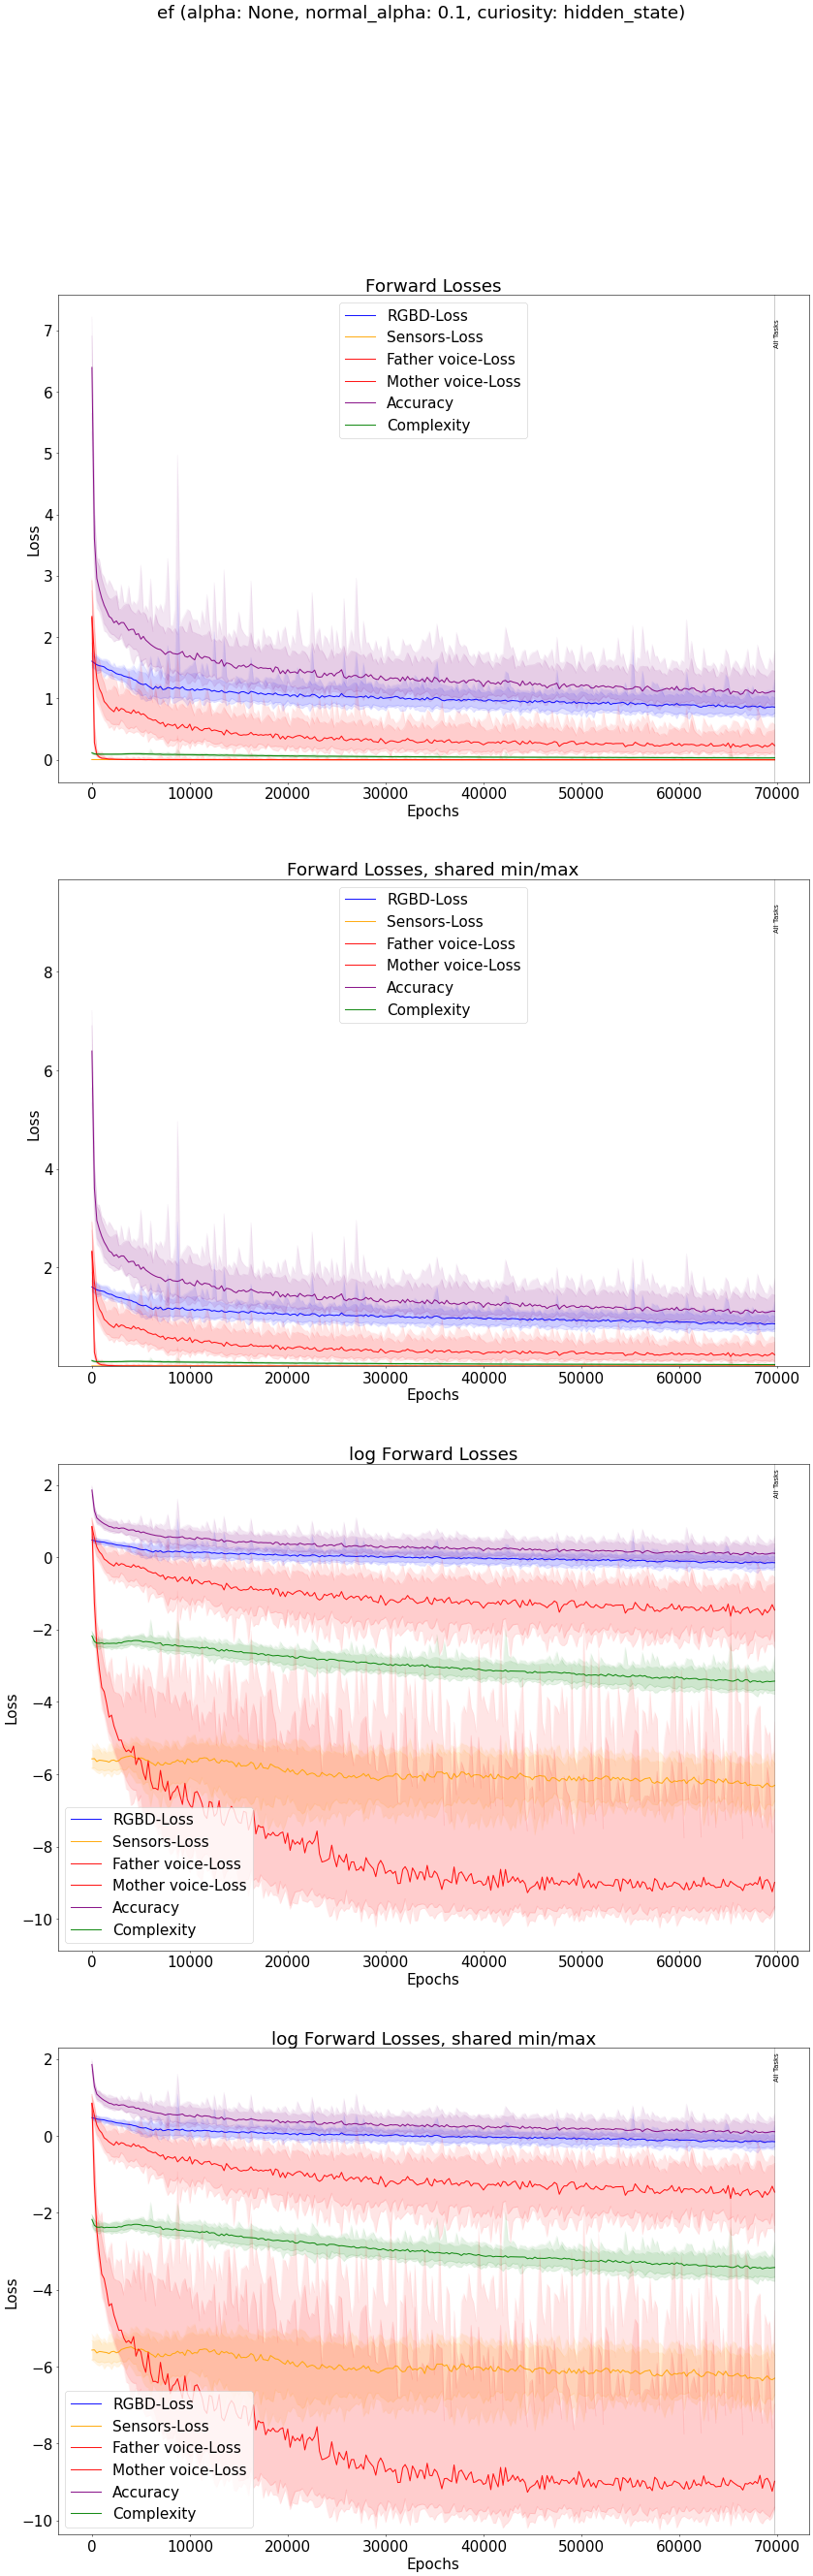 ef (alpha: None, normal_alpha: 0.1, curiosity: hidden_state)
Forward Losses
RGBD-Loss
Sensors-Loss
Father voice-Loss
Mother voice-Loss
Accuracy
Complexity
All Tasks
7
6
5
4
3
2
1
0
Loss
0 10000 20000 30000 40000 50000 60000 70000
Epochs
Forward Losses, shared min/max
RGBD-Loss
Sensors-Loss
Father voice-Loss
Mother voice-Loss
Accuracy
Complexity
All Tasks
8
6
4
2
Loss
0 10000 20000 30000 40000 50000 60000 70000
Epochs
log Forward Losses
All Tasks
2
0
−2
−4
−6
−8
−10
Loss
RGBD-Loss
Sensors-Loss
Father voice-Loss
Mother voice-Loss
Accuracy
Complexity
0 10000 20000 30000 40000 50000 60000 70000
Epochs
log Forward Losses, shared min/max
All Tasks
2
0
−2
−4
−6
−8
−10
Loss
RGBD-Loss
Sensors-Loss
Father voice-Loss
Mother voice-Loss
Accuracy
Complexity
0 10000 20000 30000 40000 50000 60000 70000
Epochs